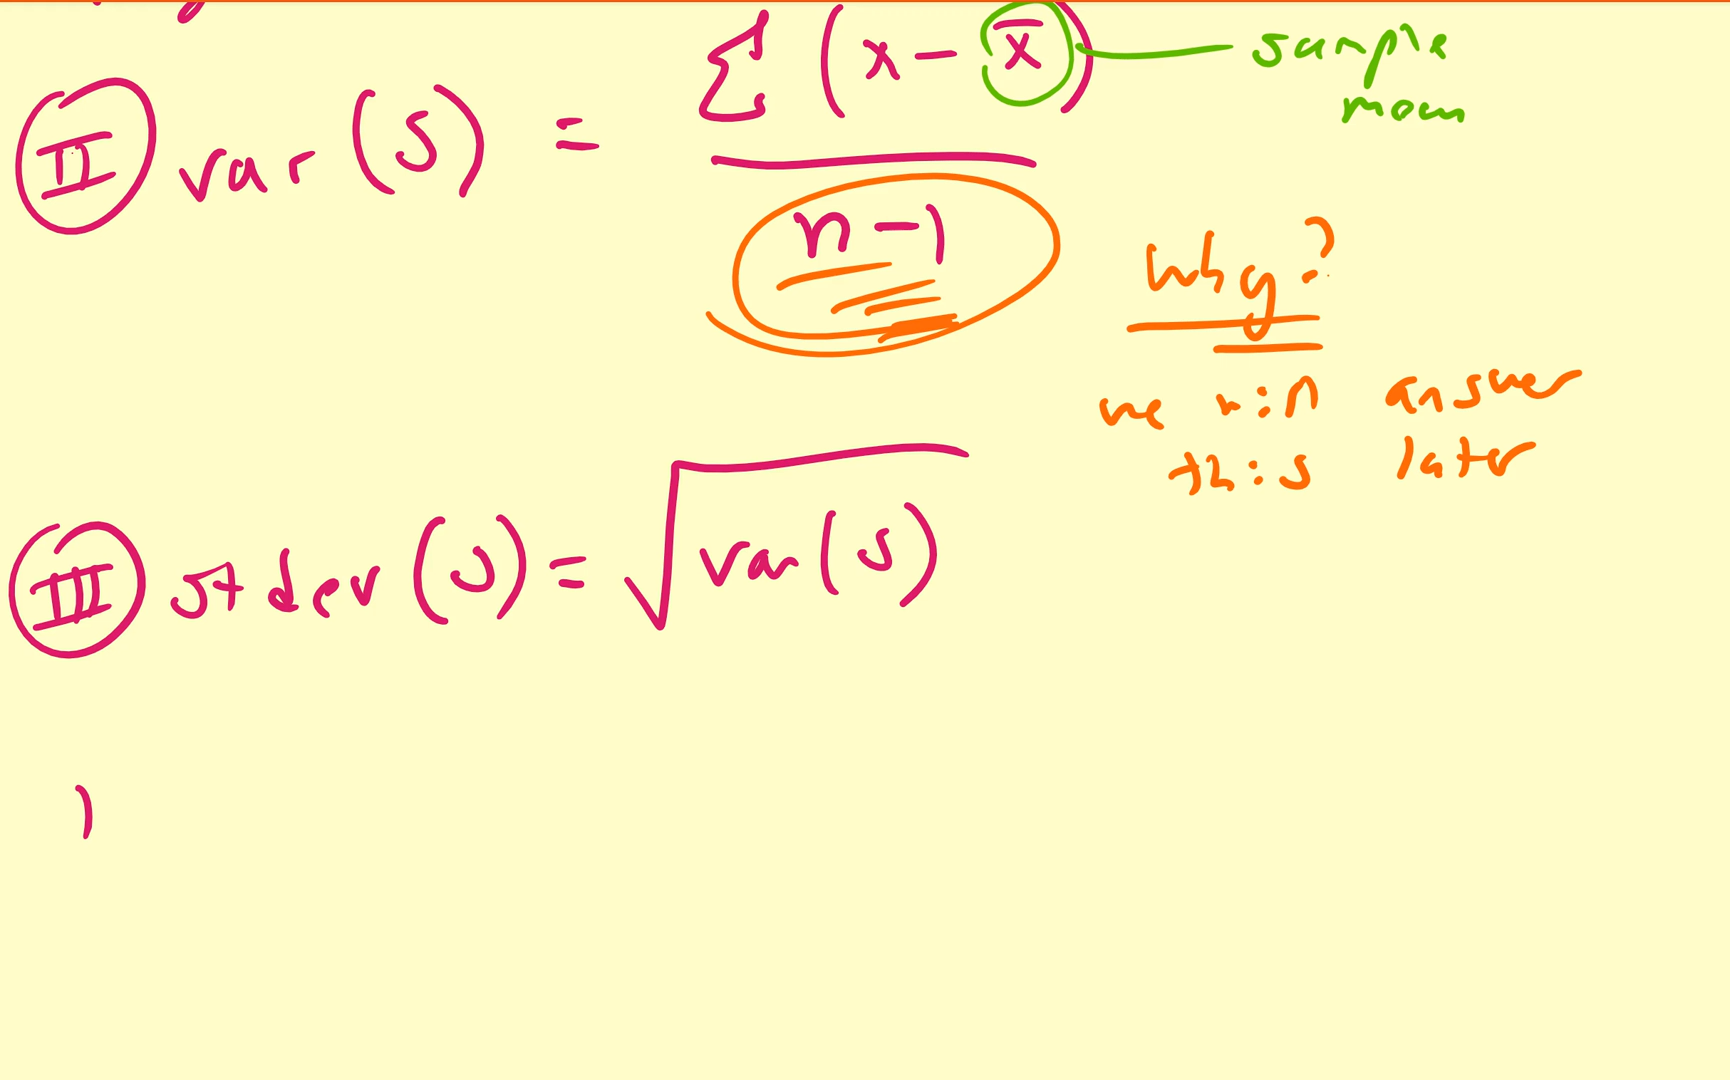 II var(s) = Σ(x - x̄) / n-1
sample
mean
why?
we will answer
this later
III stdev(s) = √var(s)
)